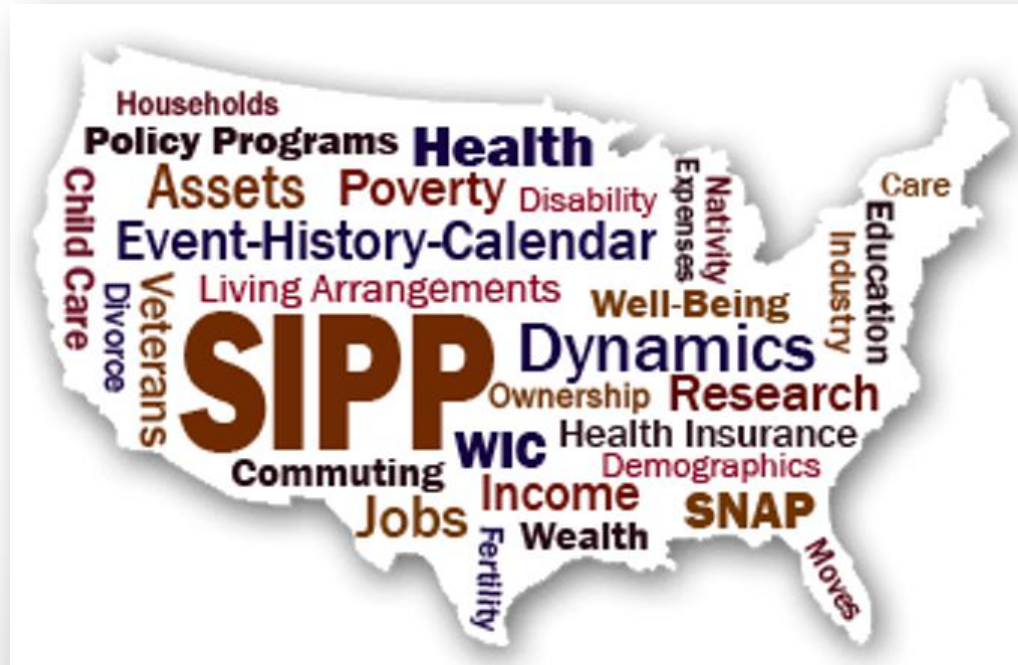 Households
Policy Programs
Health
Assets
Poverty
Disability
Expenses
Nativity
Care
Child Care
Event-History-Calendar
Education
Industry
Divorce
Veterans
Living Arrangements
Well-Being
SIPP
Dynamics
Ownership
Research
WIC
Health Insurance
Commuting
Demographics
Income
Jobs
SNAP
Fertility
Wealth
Moves